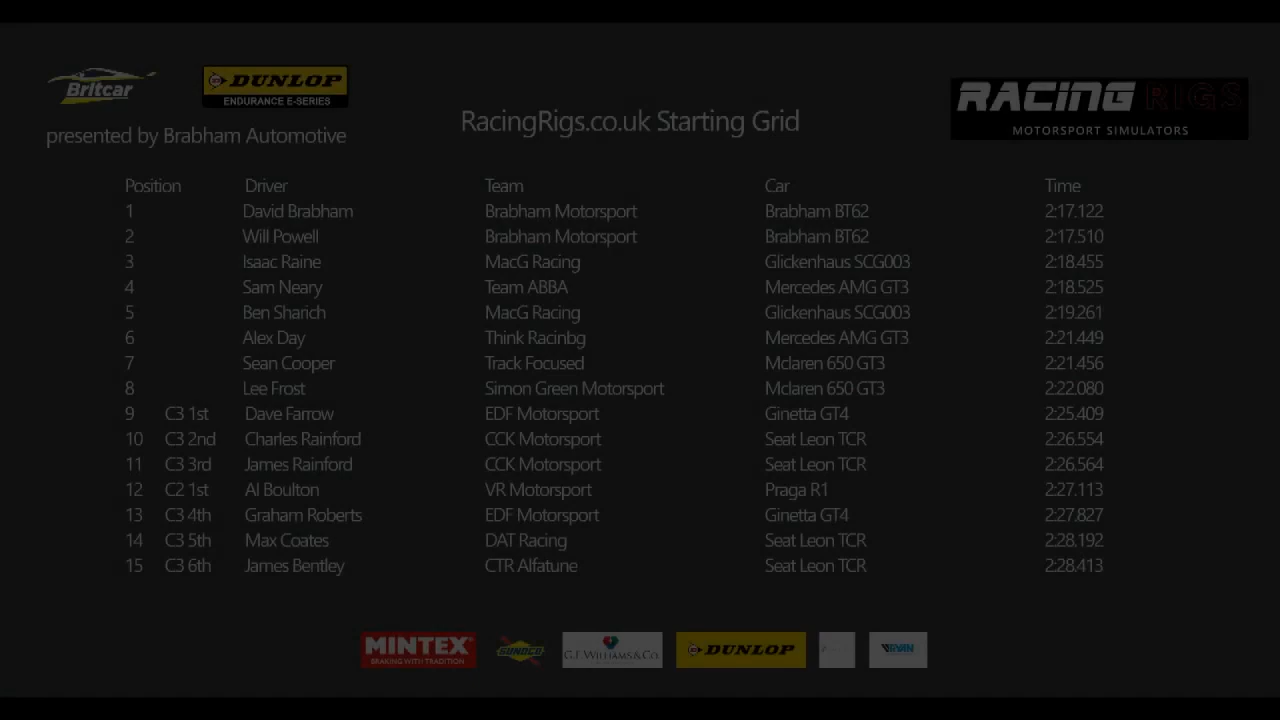 Britcar
DUNLOP
ENDURANCE E-SERIES
presented by Brabham Automotive
RacingRigs.co.uk Starting Grid
RACING RIGS
MOTORSPORT SIMULATORS
Position Driver Team Car Time
1 David Brabham Brabham Motorsport Brabham BT62 2:17.122
2 Will Powell Brabham Motorsport Brabham BT62 2:17.510
3 Isaac Raine MacG Racing Glickenhaus SCG003 2:18.455
4 Sam Neary Team ABBA Mercedes AMG GT3 2:18.525
5 Ben Sharich MacG Racing Glickenhaus SCG003 2:19.261
6 Alex Day Think Racinbg Mercedes AMG GT3 2:21.449
7 Sean Cooper Track Focused Mclaren 650 GT3 2:21.456
8 Lee Frost Simon Green Motorsport Mclaren 650 GT3 2:22.080
9 C3 1st Dave Farrow EDF Motorsport Ginetta GT4 2:25.409
10 C3 2nd Charles Rainford CCK Motorsport Seat Leon TCR 2:26.554
11 C3 3rd James Rainford CCK Motorsport Seat Leon TCR 2:26.564
12 C2 1st Al Boulton VR Motorsport Praga R1 2:27.113
13 C3 4th Graham Roberts EDF Motorsport Ginetta GT4 2:27.827
14 C3 5th Max Coates DAT Racing Seat Leon TCR 2:28.192
15 C3 6th James Bentley CTR Alfatune Seat Leon TCR 2:28.413
MINTEX
BRAKING WITH TRADITION
SUNOCO
G.F. WILLIAMS & CO.
DUNLOP